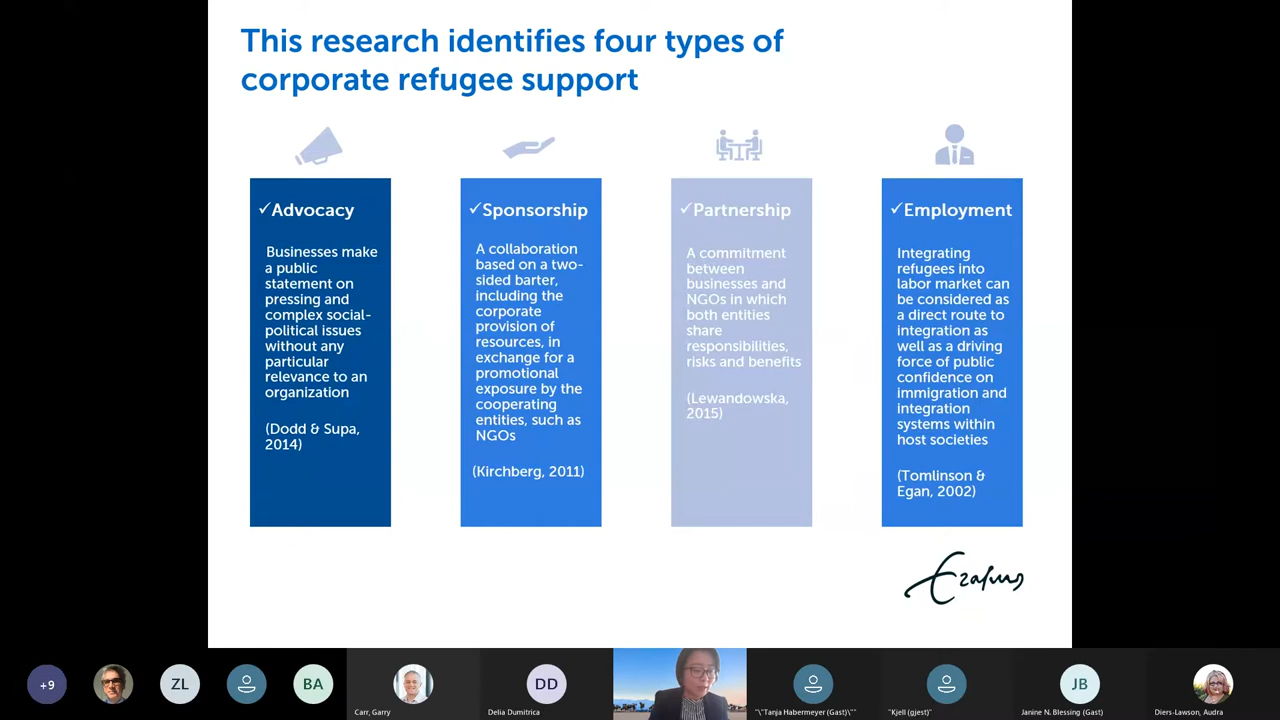 This research identifies four types of
corporate refugee support
✓Advocacy
Businesses make
a public
statement on
pressing and
complex social-
political issues
without any
particular
relevance to an
organization
(Dodd & Supa,
2014)
✓Sponsorship
A collaboration
based on a two-
sided barter,
including the
corporate
provision of
resources, in
exchange for a
promotional
exposure by the
cooperating
entities, such as
NGOs
(Kirchberg, 2011)
✓Partnership
A commitment
between
businesses and
NGOs in which
both entities
share
responsibilities,
risks and benefits
(Lewandowska,
2015)
✓Employment
Integrating
refugees into
labor market can
be considered as
a direct route to
integration as
well as a driving
force of public
confidence on
immigration and
integration
systems within
host societies
(Tomlinson &
Egan, 2002)
Erasmus
+9
ZL
BA
Carr, Garry
DD
Delia Dumitrica
"\"Tanja Habermeyer (Gast)\""
"Kjell (gjest)"
JB
Janine N. Blessing (Gast)
Diers-Lawson, Audra